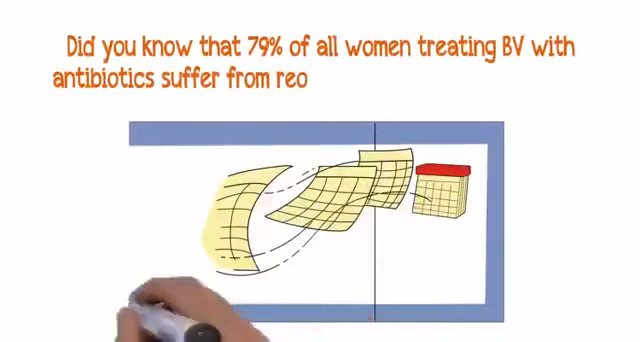 Did you know that 79% of all women treating BV with
antibiotics suffer from reo